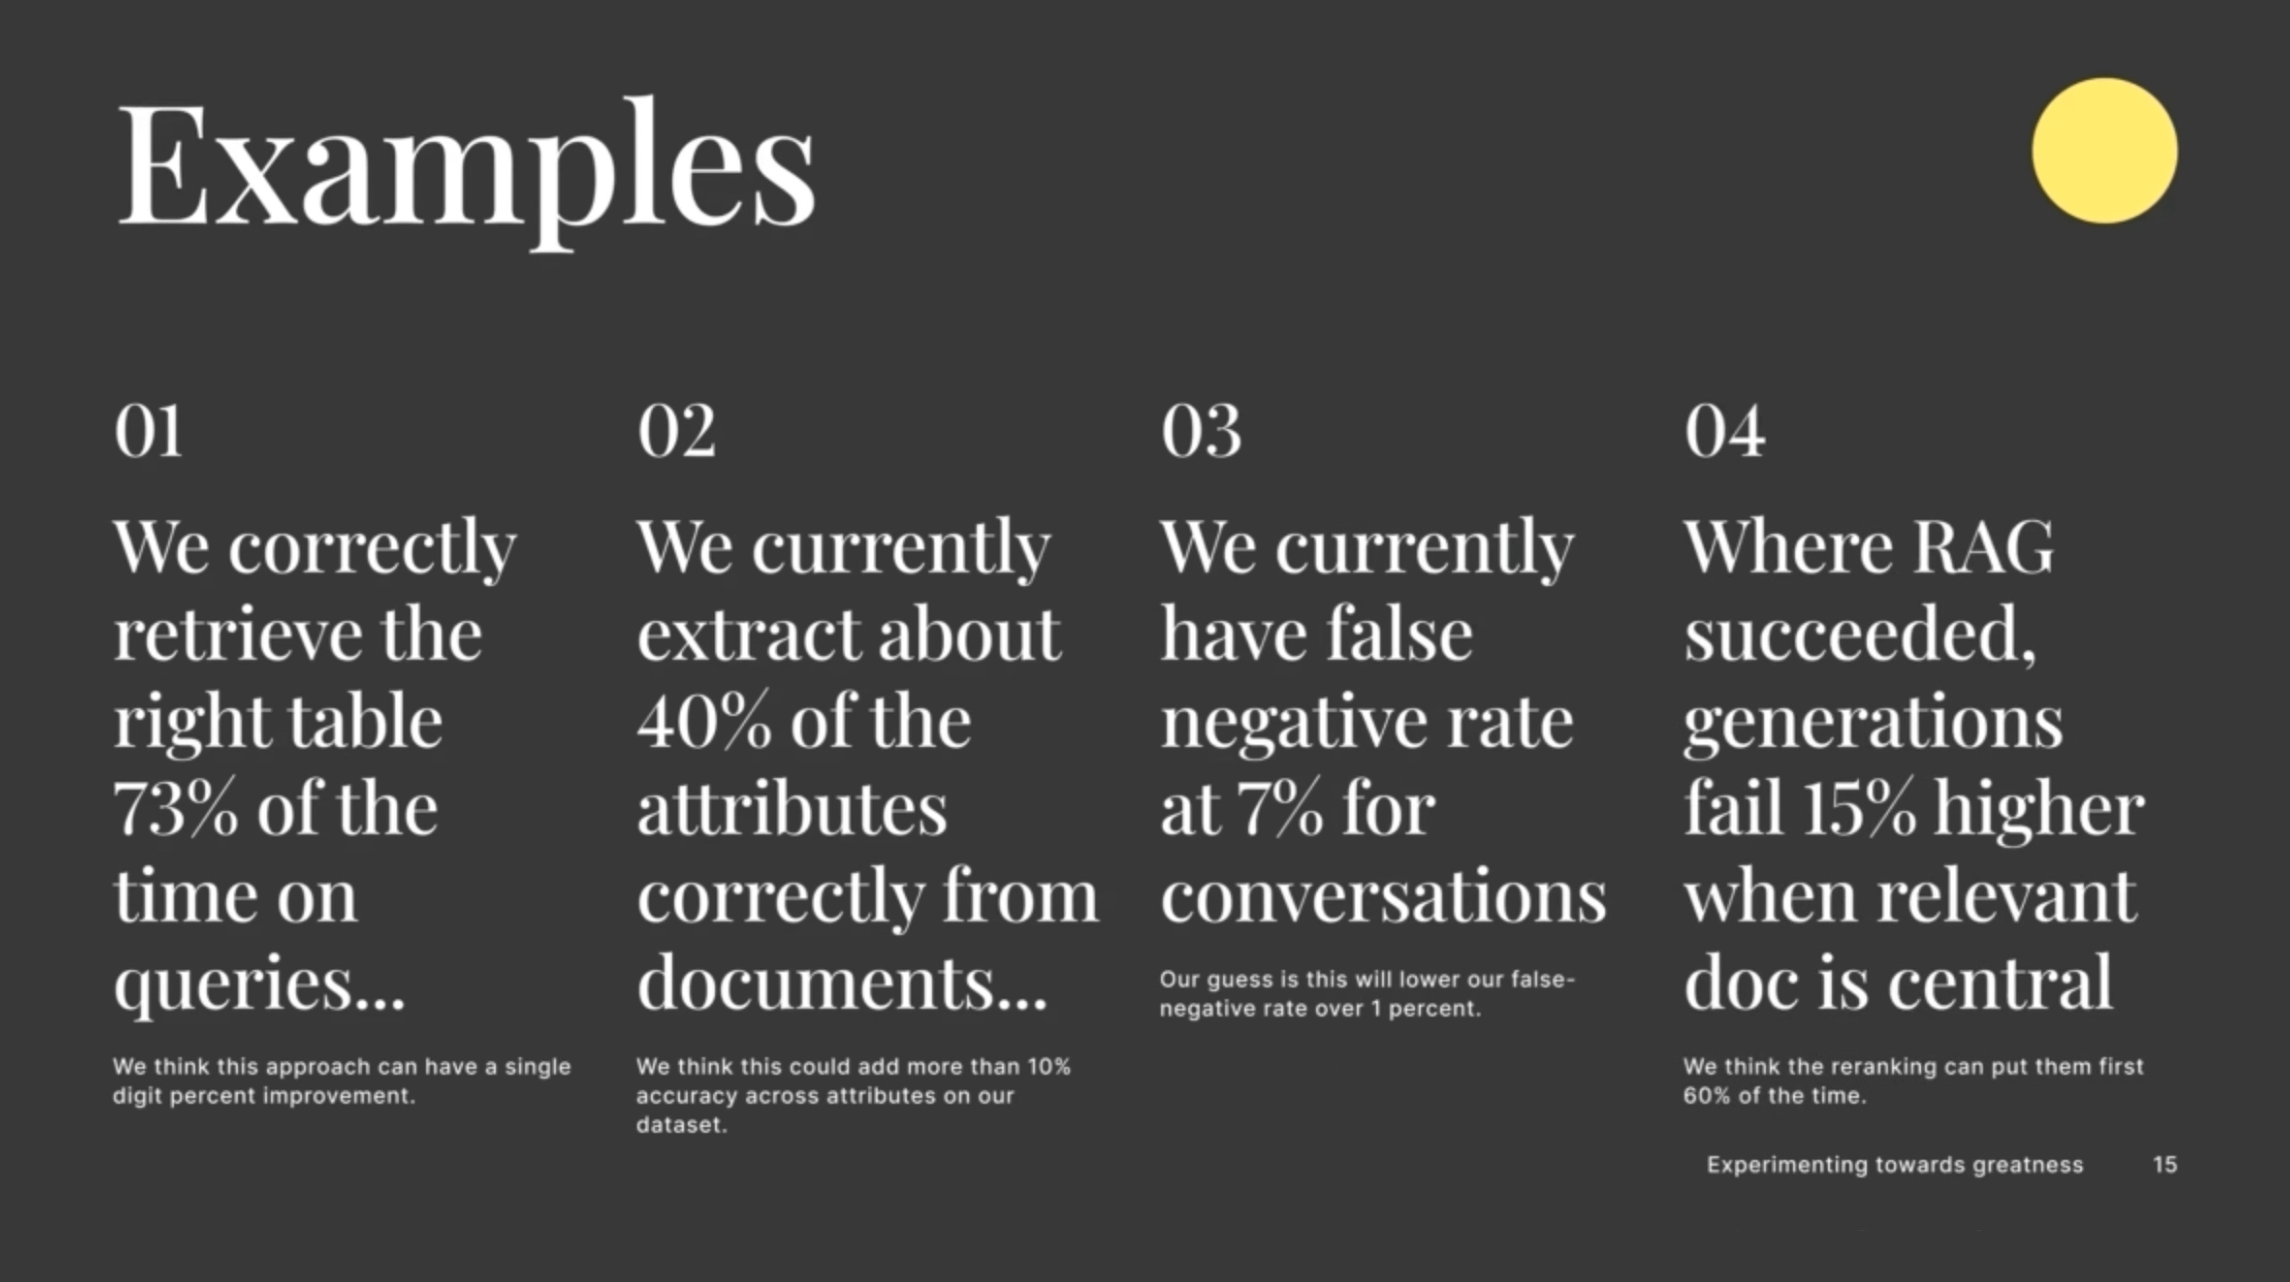 Examples
01
We correctly
retrieve the
right table
73% of the
time on
queries...
We think this approach can have a single
digit percent improvement.
02
We currently
extract about
40% of the
attributes
correctly from
documents...
We think this could add more than 10%
accuracy across attributes on our
dataset.
03
We currently
have false
negative rate
at 7% for
conversations
Our guess is this will lower our false-
negative rate over 1 percent.
04
Where RAG
succeeded,
generations
fail 15% higher
when relevant
doc is central
We think the reranking can put them first
60% of the time.
Experimenting towards greatness 15